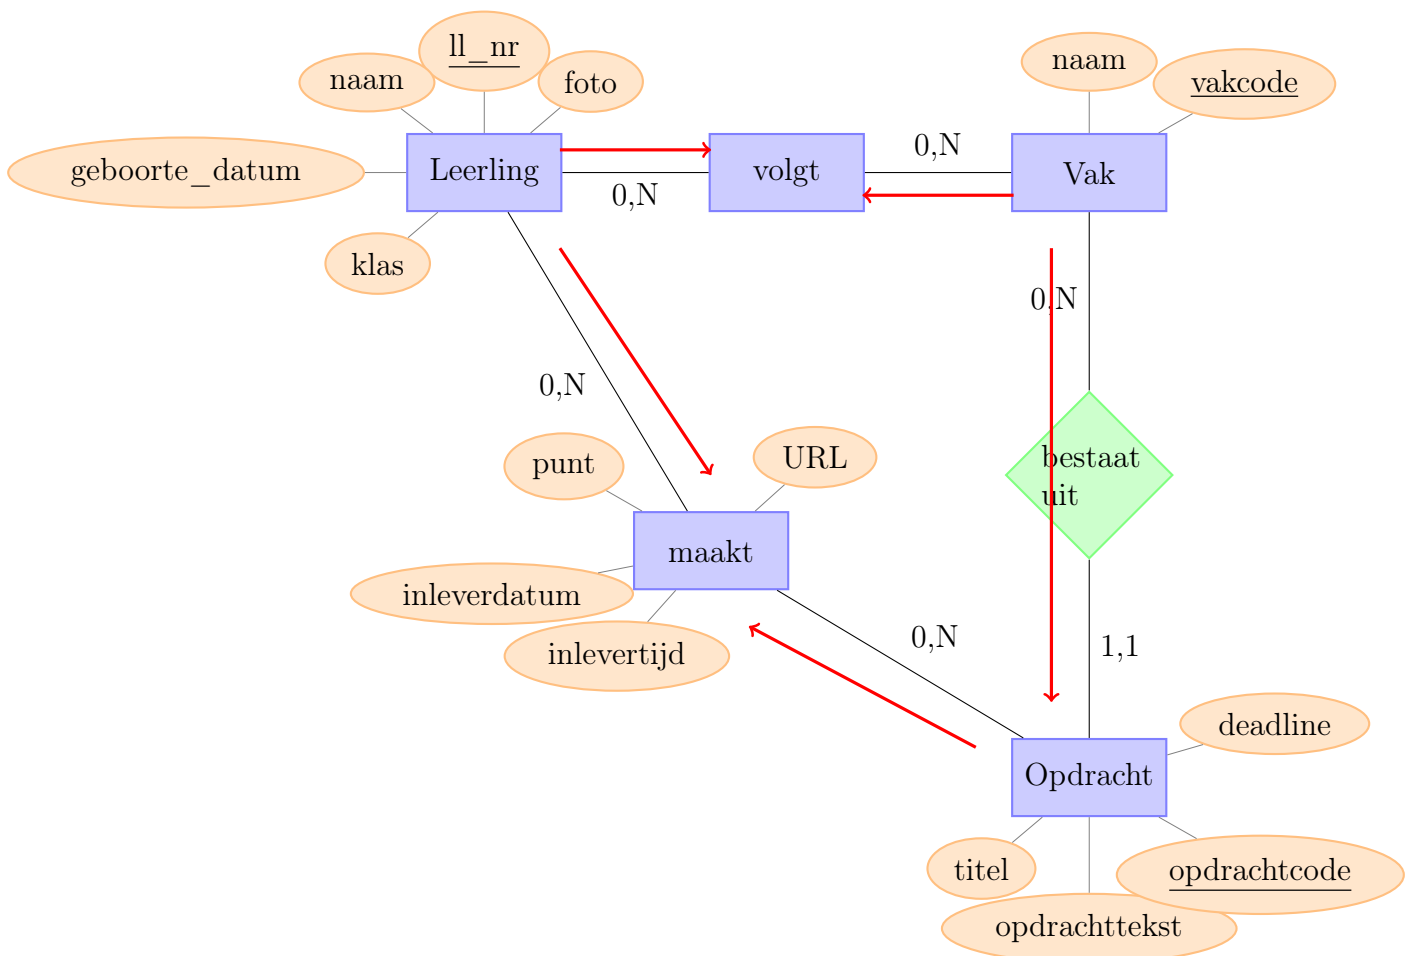 ll_nr
naam
foto
naam
vakcode
geboorte_datum
Leerling
volgt
Vak
0,N
0,N
klas
0,N
0,N
punt
URL
bestaat
uit
maakt
inleverdatum
inlevertijd
0,N
1,1
deadline
Opdracht
titel
opdrachtcode
opdrachttekst